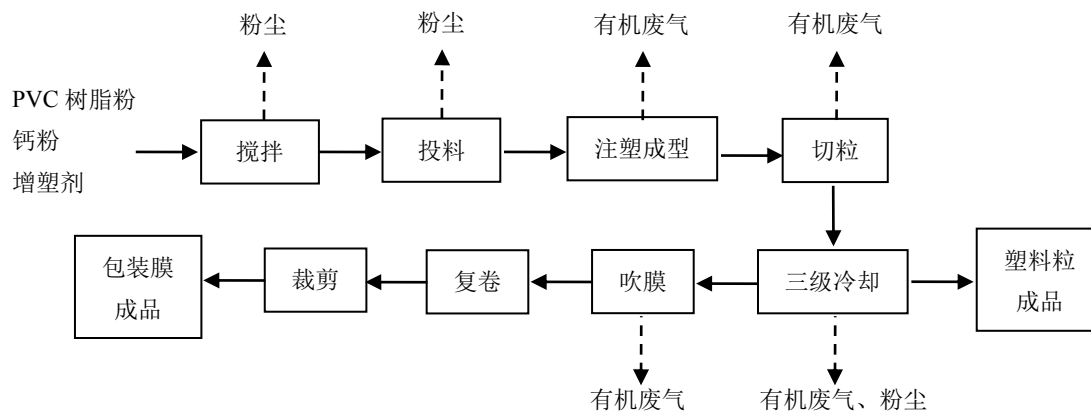 粉尘
粉尘
有机废气
有机废气
PVC 树脂粉
钙粉
增塑剂
搅拌
投料
注塑成型
切粒
包装膜
成品
裁剪
复卷
吹膜
三级冷却
塑料粒
成品
有机废气
有机废气、粉尘